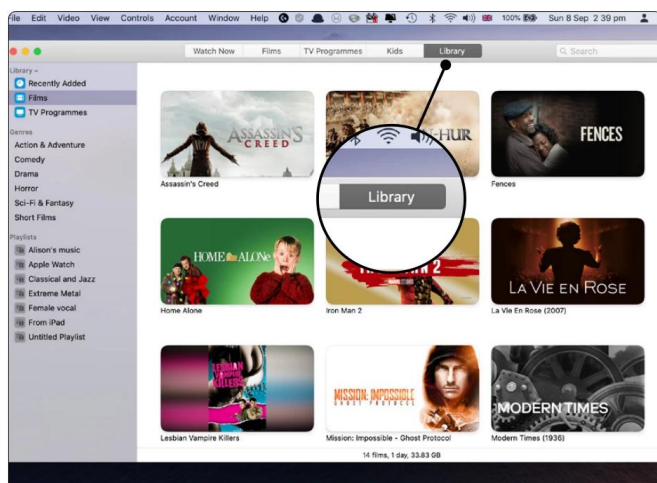 File Edit Video View Controls Account Window Help 100% Sun 8 Sep 2 39 pm
Watch Now Films TV Programmes Kids Library Search
Library
Recently Added
Films
TV Programmes
Genres
Action & Adventure
Comedy
Drama
Horror
Sci-Fi & Fantasy
Short Films
Playlists
Alison's music
Apple Watch
Classical and Jazz
Extreme Metal
Female vocal
From iPad
Untitled Playlist
ASSASSIN'S
CREED
N-HUR
FENCES
Assassin's Creed
Fences
Library
HOME ALONe
MAN 2
LA VIE EN ROSE
Home Alone
Iron Man 2
La Vie En Rose (2007)
LESBIAN
VAMPIRE
KILLERS
MISSION: IMPOSSIBLE
GHOST PROTOCOL
MODERN TIMES
Lesbian Vampire Killers
Mission: Impossible - Ghost Protocol
Modern Times (1936)
14 films, 1 day, 33.83 GB